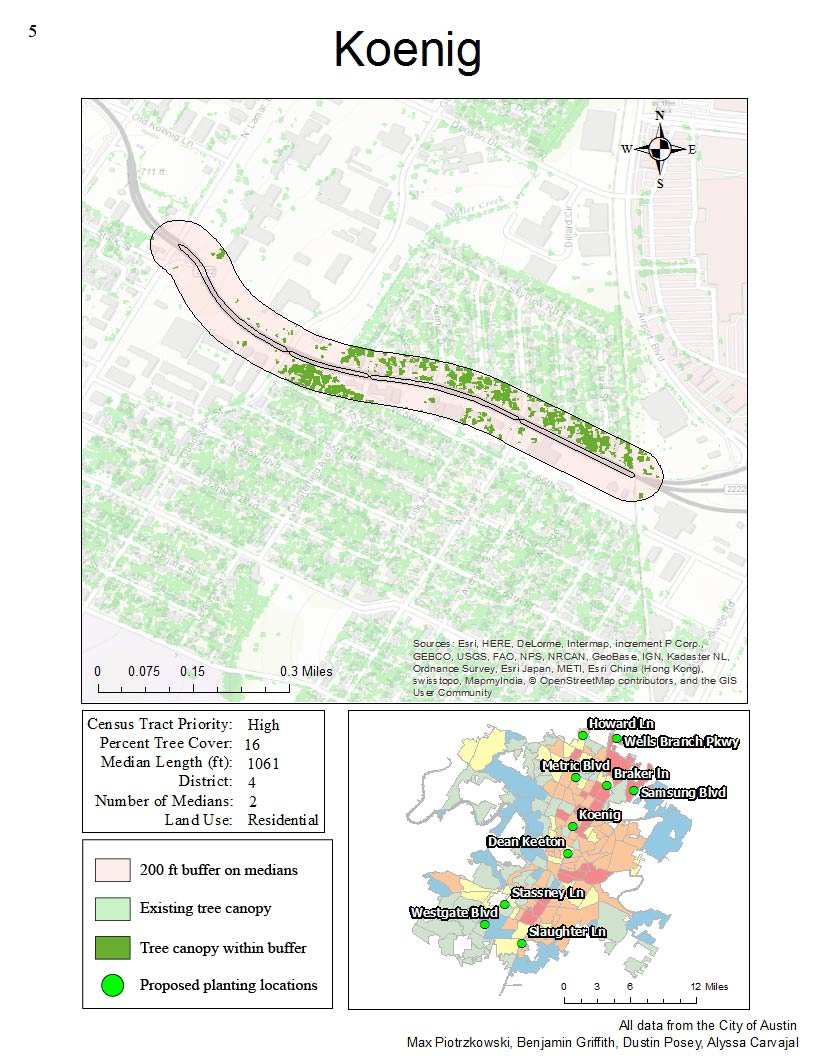 5
Koenig
Old Koenig Ln
N Lamar
711 ft
Denson Dr
Dillard Cir
Airport Blvd
2222
N
W
E
S
Sources: Esri, HERE, DeLorme, Intermap, increment P Corp.,
GEBCO, USGS, FAO, NPS, NRCAN, GeoBase, IGN, Kadaster NL,
Ordnance Survey, Esri Japan, METI, Esri China (Hong Kong),
swisstopo, MapmyIndia, © OpenStreetMap contributors, and the GIS
User Community
0 0.075 0.15 0.3 Miles
Census Tract Priority: High
Percent Tree Cover: 16
Median Length (ft): 1061
District: 4
Number of Medians: 2
Land Use: Residential
200 ft buffer on medians
Existing tree canopy
Tree canopy within buffer
Proposed planting locations
Howard Ln
Wells Branch Pkwy
Metric Blvd
Braker ln
Samsung Blvd
Koenig
Dean Keeton
Stassney Ln
Westgate Blvd
Slaughter Ln
0 3 6 12 Miles
All data from the City of Austin
Max Piotrzkowski, Benjamin Griffith, Dustin Posey, Alyssa Carvajal